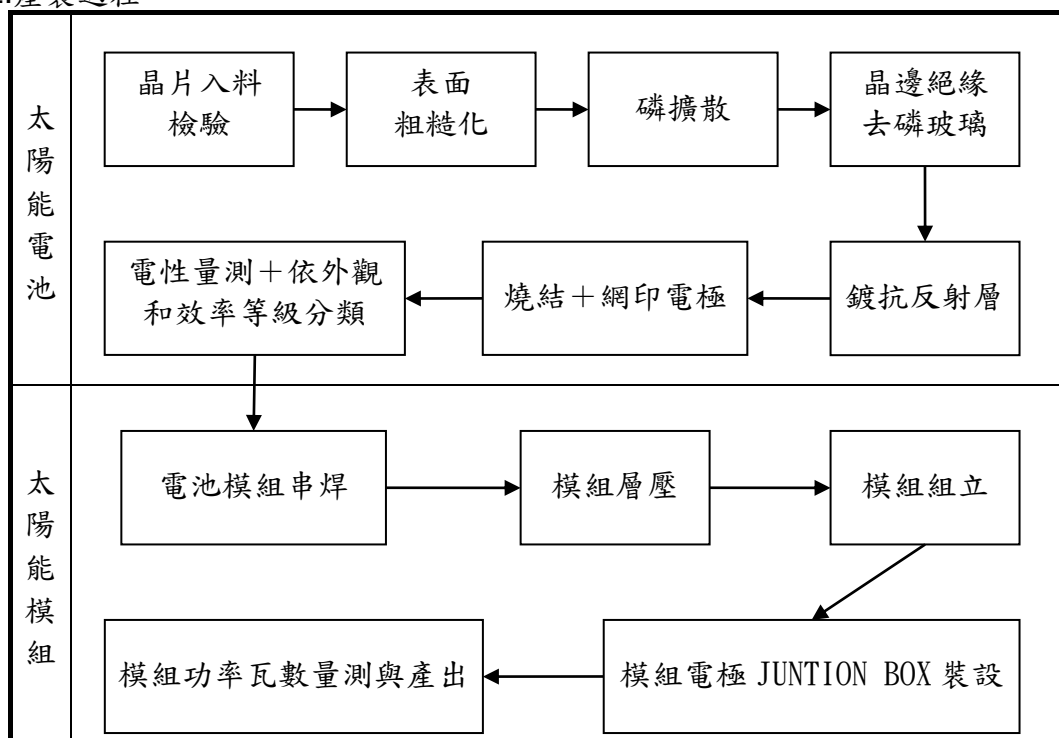 太陽能電池
晶片入料
檢驗
表面
粗糙化
磷擴散
晶邊絕緣
去磷玻璃
電性量測＋依外觀
和效率等級分類
燒結＋網印電極
鍍抗反射層
太陽能模組
電池模組串焊
模組層壓
模組組立
模組功率瓦數量測與產出
模組電極 JUNTION BOX 裝設